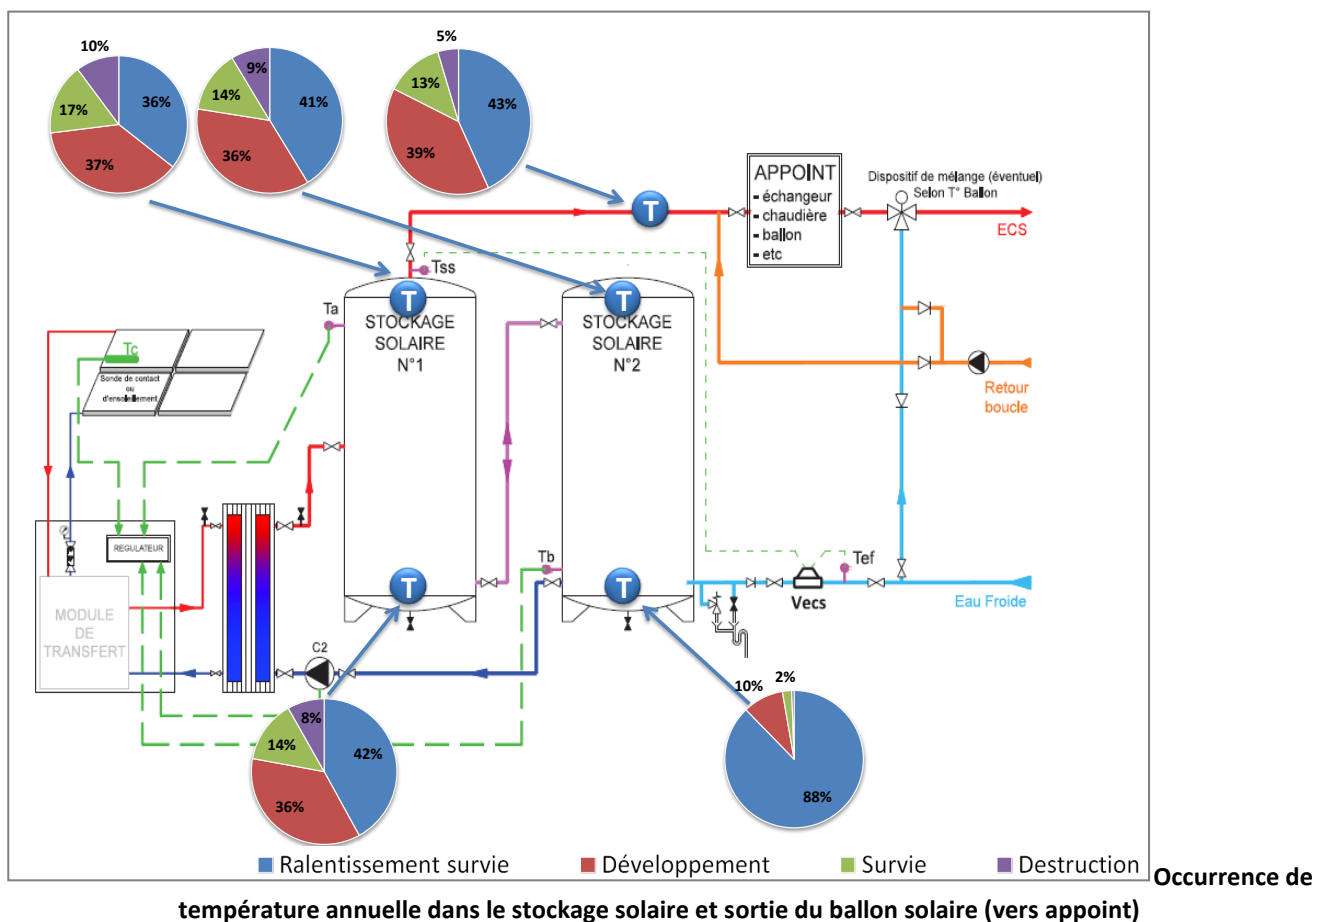 10%
36%
17%
37%
9%
41%
14%
36%
5%
43%
13%
39%
APPOINT
- échangeur
- chaudière
- ballon
- etc
Dispositif de mélange (éventuel)
Selon T° Ballon
ECS
T
Tss
Ta
T
STOCKAGE
SOLAIRE
N°1
T
STOCKAGE
SOLAIRE
N°2
Tc
Sonde de contact
ou
d'ensoleillement
Retour
boucle
REGULATEUR
MODULE
DE
TRANSFERT
T
Tb
T
Tef
Vecs
Eau Froide
C2
8%
42%
14%
36%
10%
2%
88%
Ralentissement survie
Développement
Survie
Destruction
Occurrence de
température annuelle dans le stockage solaire et sortie du ballon solaire (vers appoint)